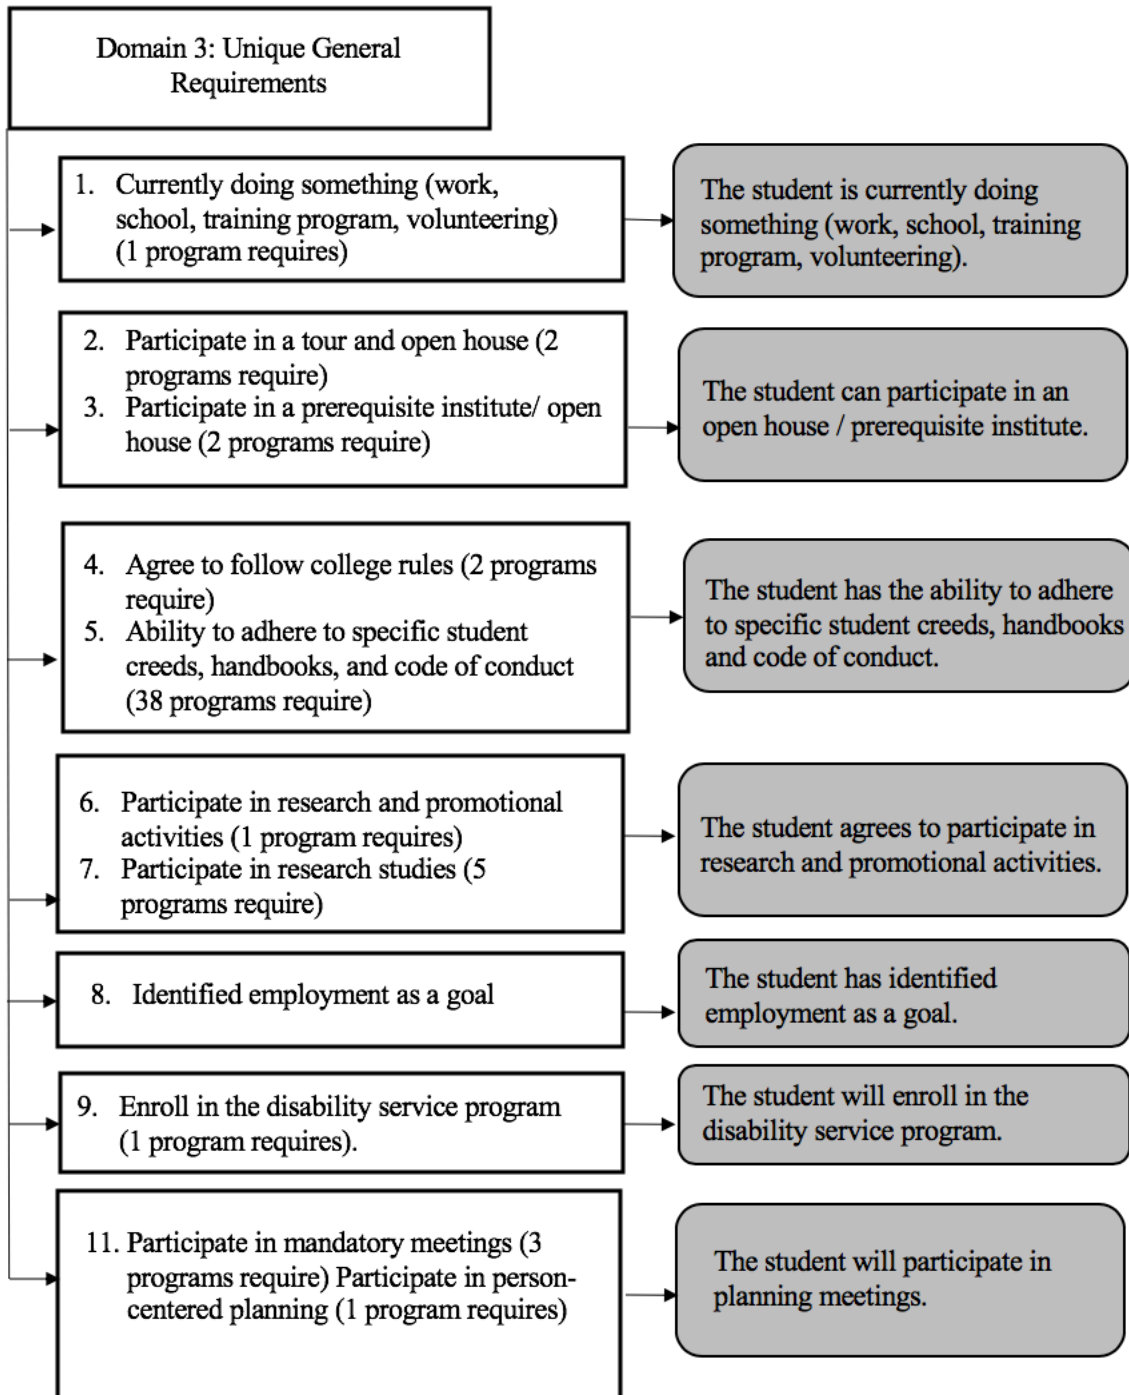 Domain 3: Unique General
Requirements
1. Currently doing something (work,
school, training program, volunteering)
(1 program requires)
The student is currently doing
something (work, school, training
program, volunteering).
2. Participate in a tour and open house (2
programs require)
3. Participate in a prerequisite institute/ open
house (2 programs require)
The student can participate in an
open house / prerequisite institute.
4. Agree to follow college rules (2 programs
require)
5. Ability to adhere to specific student
creeds, handbooks, and code of conduct
(38 programs require)
The student has the ability to adhere
to specific student creeds, handbooks
and code of conduct.
6. Participate in research and promotional
activities (1 program requires)
7. Participate in research studies (5
programs require)
The student agrees to participate in
research and promotional activities.
8. Identified employment as a goal
The student has identified
employment as a goal.
9. Enroll in the disability service program
(1 program requires).
The student will enroll in the
disability service program.
11. Participate in mandatory meetings (3
programs require) Participate in person-
centered planning (1 program requires)
The student will participate in
planning meetings.